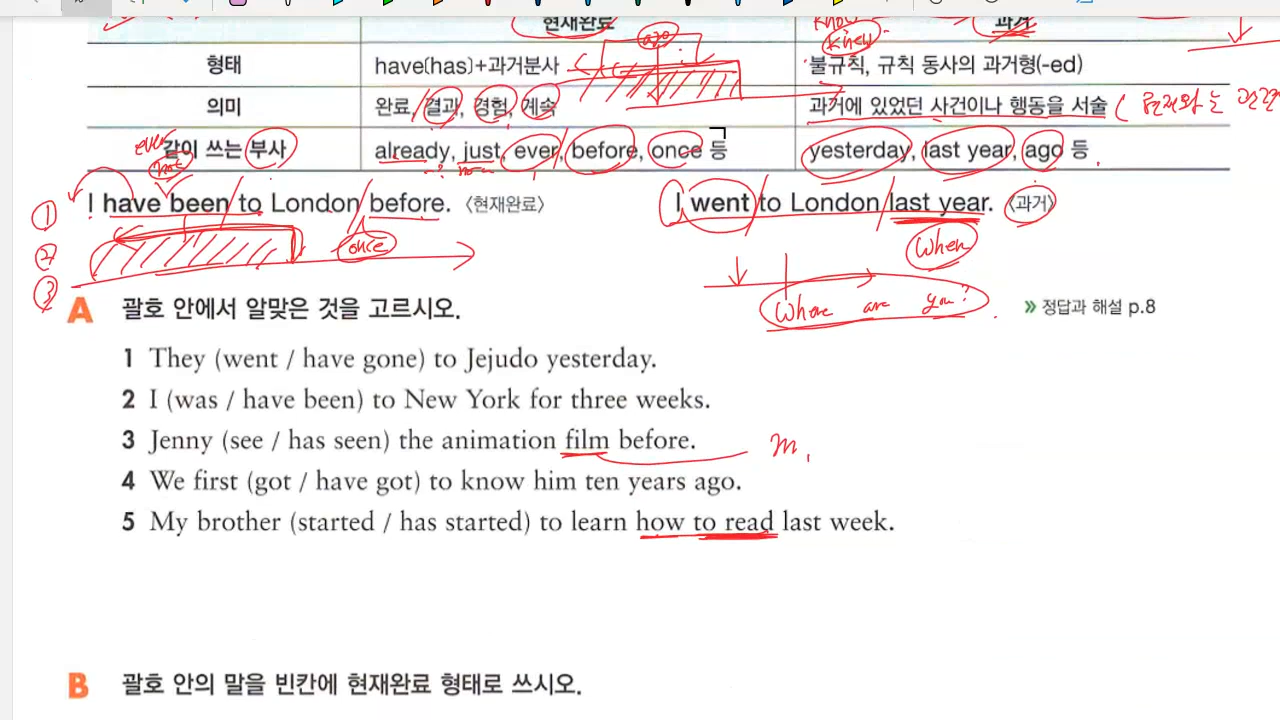 현재완료 know 과거
ago knew
형태 have(has)+과거분사 불규칙, 규칙 동사의 과거형(-ed)
의미 완료, 결과, 경험, 계속 과거에 있었던 사건이나 행동을 서술
ever
같이 쓰는 부사 already, just, ever, before, once 등 yesterday, last year, ago 등
① I have been to London before. 〈현재완료〉 I went to London last year. 〈과거〉
② once when
③ Where are you?
A 괄호 안에서 알맞은 것을 고르시오. » 정답과 해설 p.8
1 They (went / have gone) to Jejudo yesterday.
2 I (was / have been) to New York for three weeks.
3 Jenny (see / has seen) the animation film before. m
4 We first (got / have got) to know him ten years ago.
5 My brother (started / has started) to learn how to read last week.
B 괄호 안의 말을 빈칸에 현재완료 형태로 쓰시오.